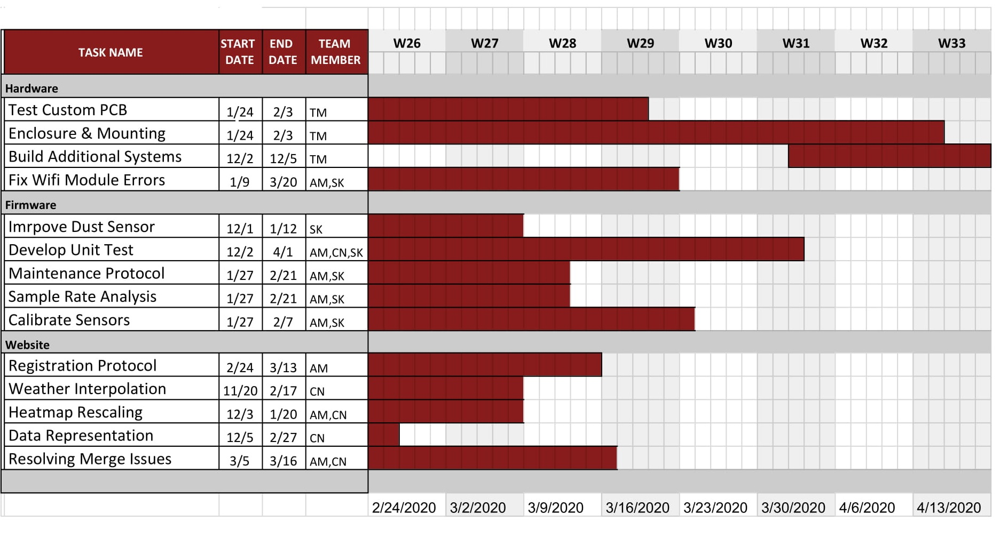 TASK NAME START DATE END DATE TEAM MEMBER W26 W27 W28 W29 W30 W31 W32 W33
Hardware
Test Custom PCB 1/24 2/3 TM
Enclosure & Mounting 1/24 2/3 TM
Build Additional Systems 12/2 12/5 TM
Fix Wifi Module Errors 1/9 3/20 AM,SK
Firmware
Imrpove Dust Sensor 12/1 1/12 SK
Develop Unit Test 12/2 4/1 AM,CN,SK
Maintenance Protocol 1/27 2/21 AM,SK
Sample Rate Analysis 1/27 2/21 AM,SK
Calibrate Sensors 1/27 2/7 AM,SK
Website
Registration Protocol 2/24 3/13 AM
Weather Interpolation 11/20 2/17 CN
Heatmap Rescaling 12/3 1/20 AM,CN
Data Representation 12/5 2/27 CN
Resolving Merge Issues 3/5 3/16 AM,CN
2/24/2020 3/2/2020 3/9/2020 3/16/2020 3/23/2020 3/30/2020 4/6/2020 4/13/2020